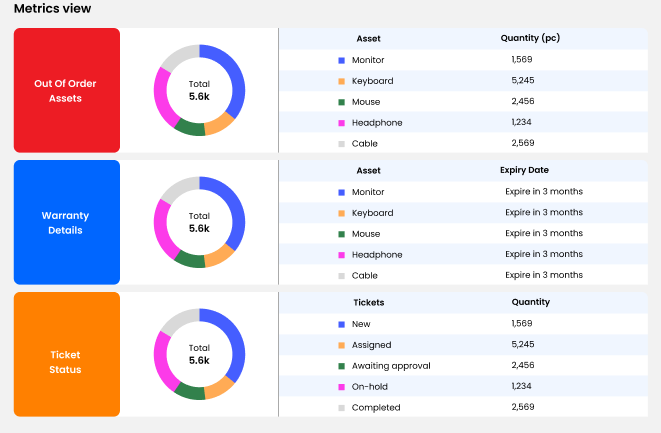 Metrics view
Out Of Order
Assets
Total
5.6k
Asset Quantity (pc)
Monitor 1,569
Keyboard 5,245
Mouse 2,456
Headphone 1,234
Cable 2,569
Warranty
Details
Total
5.6k
Asset Expiry Date
Monitor Expire in 3 months
Keyboard Expire in 3 months
Mouse Expire in 3 months
Headphone Expire in 3 months
Cable Expire in 3 months
Ticket
Status
Total
5.6k
Tickets Quantity
New 1,569
Assigned 5,245
Awaiting approval 2,456
On-hold 1,234
Completed 2,569